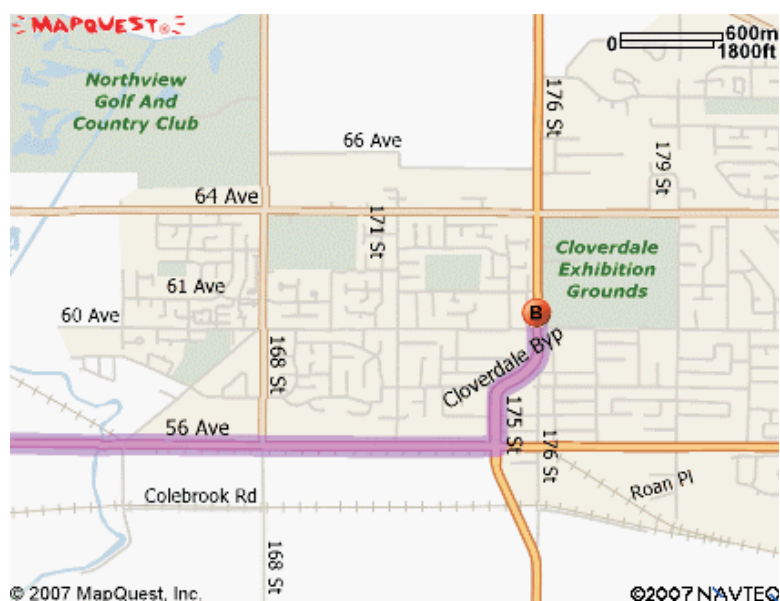 MAPQUEST®
0
600m
1800ft
Northview
Golf And
Country Club
176 St
66 Ave
179 St
64 Ave
171 St
Cloverdale
Exhibition
Grounds
61 Ave
60 Ave
B
168 St
Cloverdale Byp
56 Ave
175 St
176 St
Roan Pl
Colebrook Rd
168 St
© 2007 MapQuest, Inc.
©2007 NAVTEQ